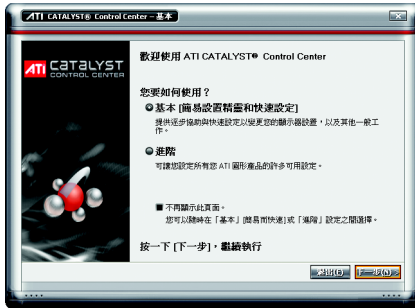 ATI CATALYST® Control Center – 基本
ATI CATALYST
CONTROL CENTER
歡迎使用 ATI CATALYST® Control Center
您要如何使用？
基本 [簡易設置精靈和快速設定]
提供逐步協助與快速設定以變更您的顯示器設置，以及其他一般工作。
進階
可讓您設定所有您 ATI 圖形產品的許多可用設定。
不再顯示此頁面。
您可以隨時在「基本」[簡易而快速]或「進階」設定之間選擇。
按一下 [下一步]，繼續執行
退出(E)
下一步(N) >